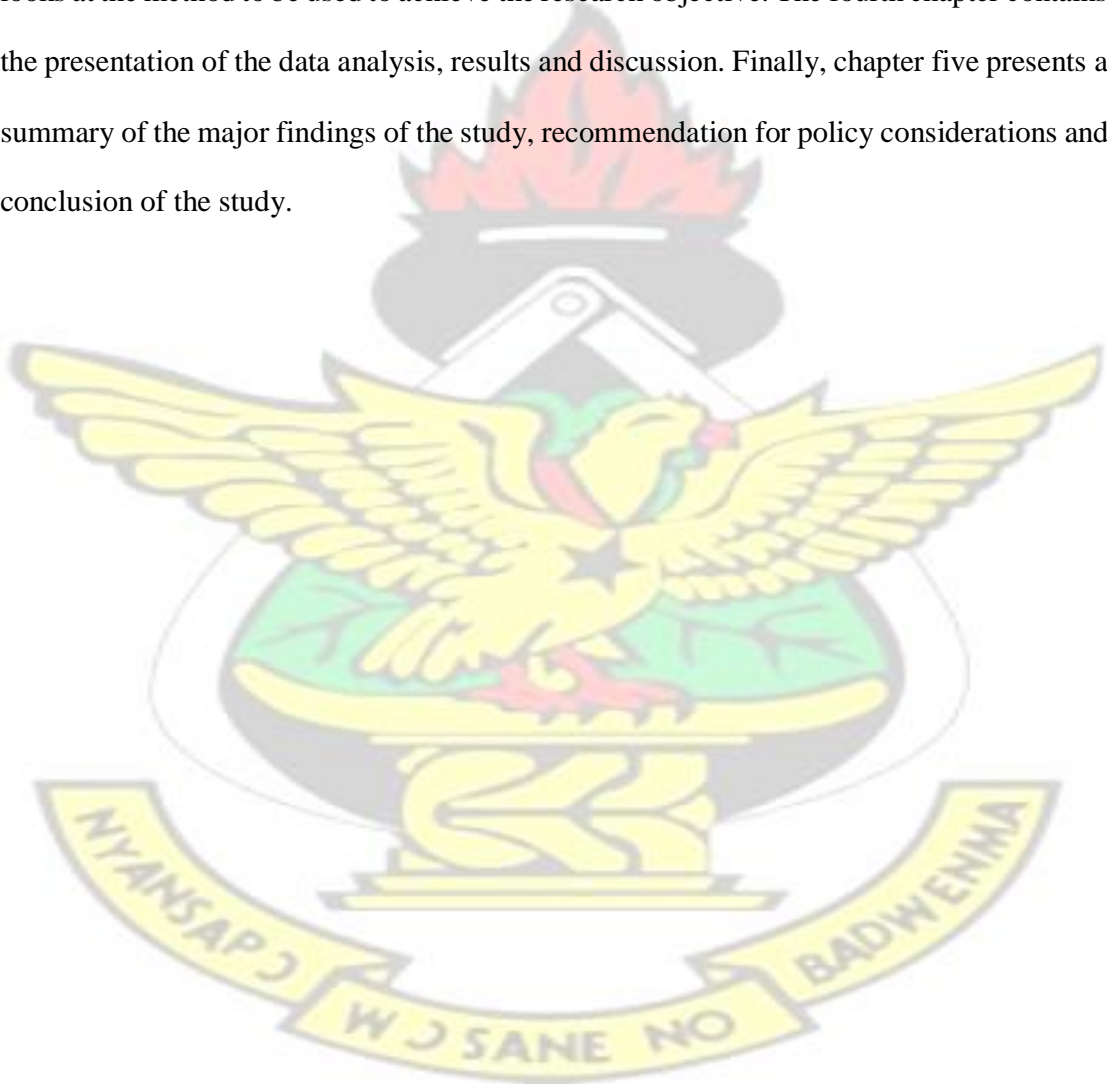 looks at the method to be used to achieve the research objective. The fourth chapter contains
the presentation of the data analysis, results and discussion. Finally, chapter five presents a
summary of the major findings of the study, recommendation for policy considerations and
conclusion of the study.
NYANSAPƆ
WƆSANE NO
BADWENMA